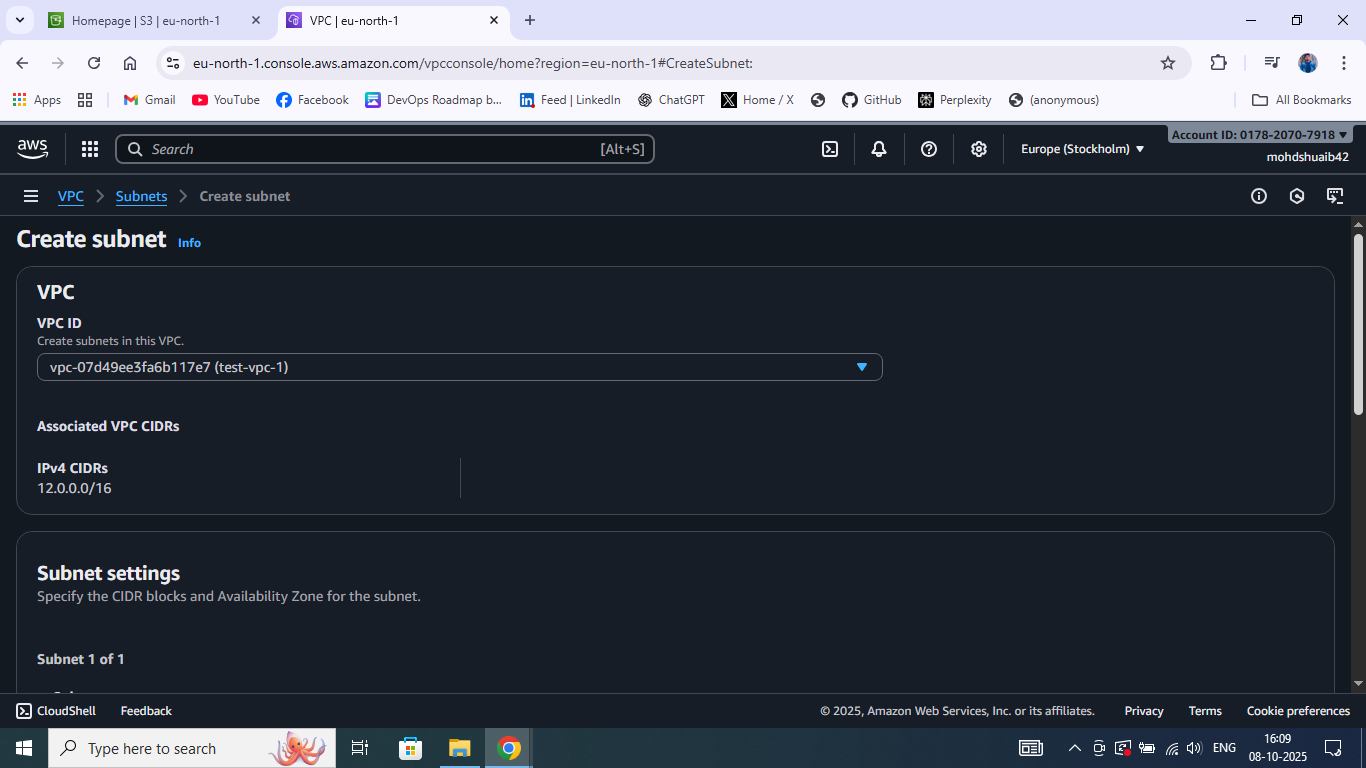 Homepage | S3 | eu-north-1
VPC | eu-north-1
eu-north-1.console.aws.amazon.com/vpcconsole/home?region=eu-north-1#CreateSubnet:
Apps
Gmail
YouTube
Facebook
DevOps Roadmap b...
Feed | LinkedIn
ChatGPT
Home / X
GitHub
Perplexity
(anonymous)
All Bookmarks
aws
Search
[Alt+S]
Europe (Stockholm)
Account ID: 0178-2070-7918
mohdshuaib42
VPC
Subnets
Create subnet
Create subnet Info
VPC
VPC ID
Create subnets in this VPC.
vpc-07d49ee3fa6b117e7 (test-vpc-1)
Associated VPC CIDRs
IPv4 CIDRs
12.0.0.0/16
Subnet settings
Specify the CIDR blocks and Availability Zone for the subnet.
Subnet 1 of 1
CloudShell
Feedback
© 2025, Amazon Web Services, Inc. or its affiliates.
Privacy
Terms
Cookie preferences
Type here to search
ENG
16:09
08-10-2025